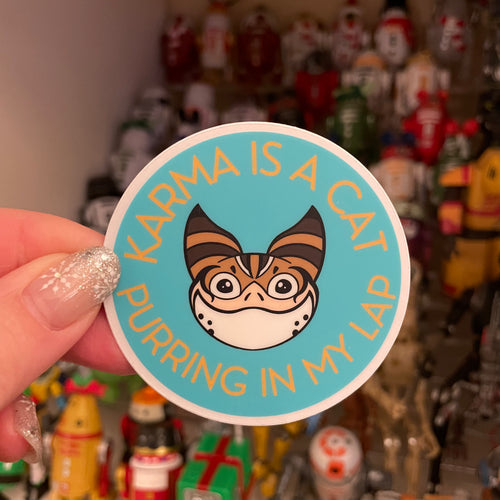 KARMA IS A CAT
PURRING IN MY LAP